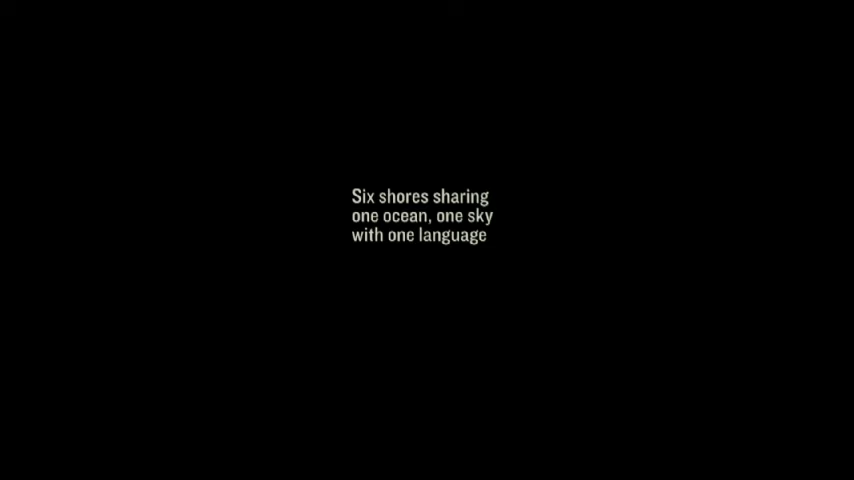 Six shores sharing
one ocean, one sky
with one language